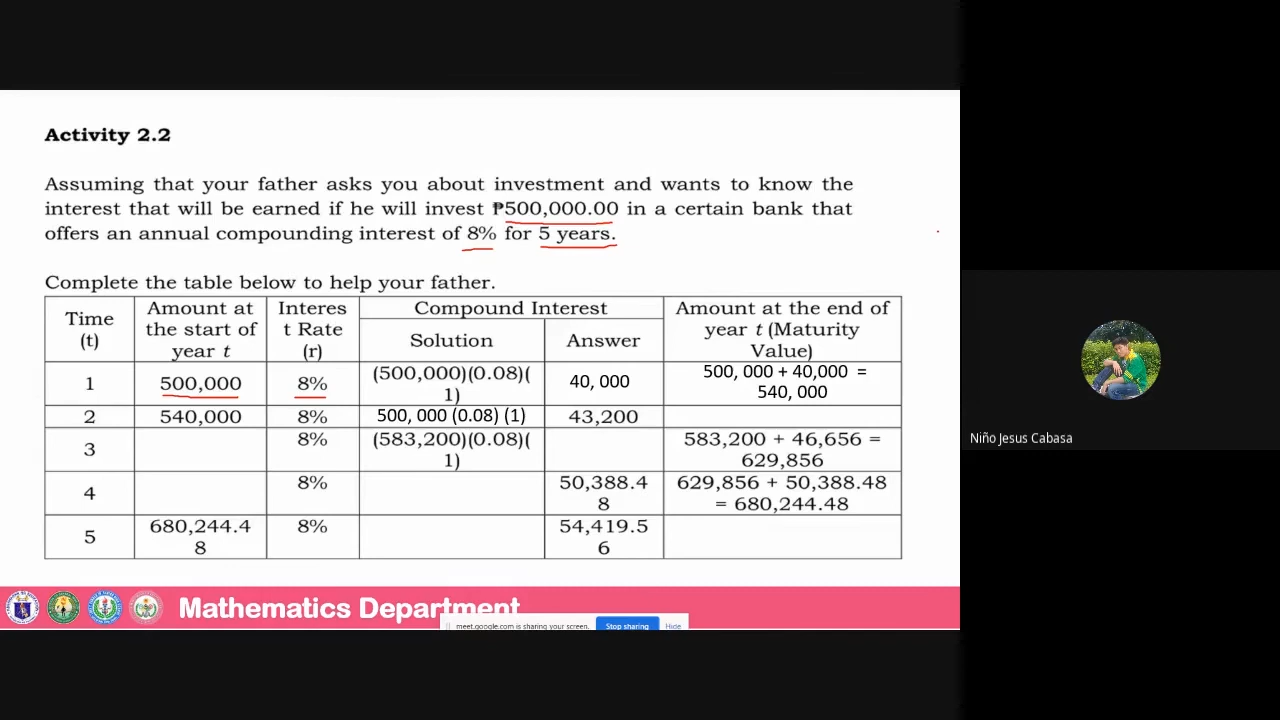 Activity 2.2
Assuming that your father asks you about investment and wants to know the
interest that will be earned if he will invest ₱500,000.00 in a certain bank that
offers an annual compounding interest of 8% for 5 years.
Complete the table below to help your father.
Time
(t)
Amount at
the start of
year t
Interes
t Rate
(r)
Compound Interest
Solution
Answer
Amount at the end of
year t (Maturity
Value)
1
500,000
8%
(500,000)(0.08)(
1)
40, 000
500, 000 + 40,000 =
540, 000
2
540,000
8%
500, 000 (0.08) (1)
43,200
3
8%
(583,200)(0.08)(
1)
583,200 + 46,656 =
629,856
4
8%
50,388.4
8
629,856 + 50,388.48
= 680,244.48
5
680,244.4
8
8%
54,419.5
6
Mathematics Department
meet.google.com is sharing your screen.
Stop sharing
Hide
Niño Jesus Cabasa